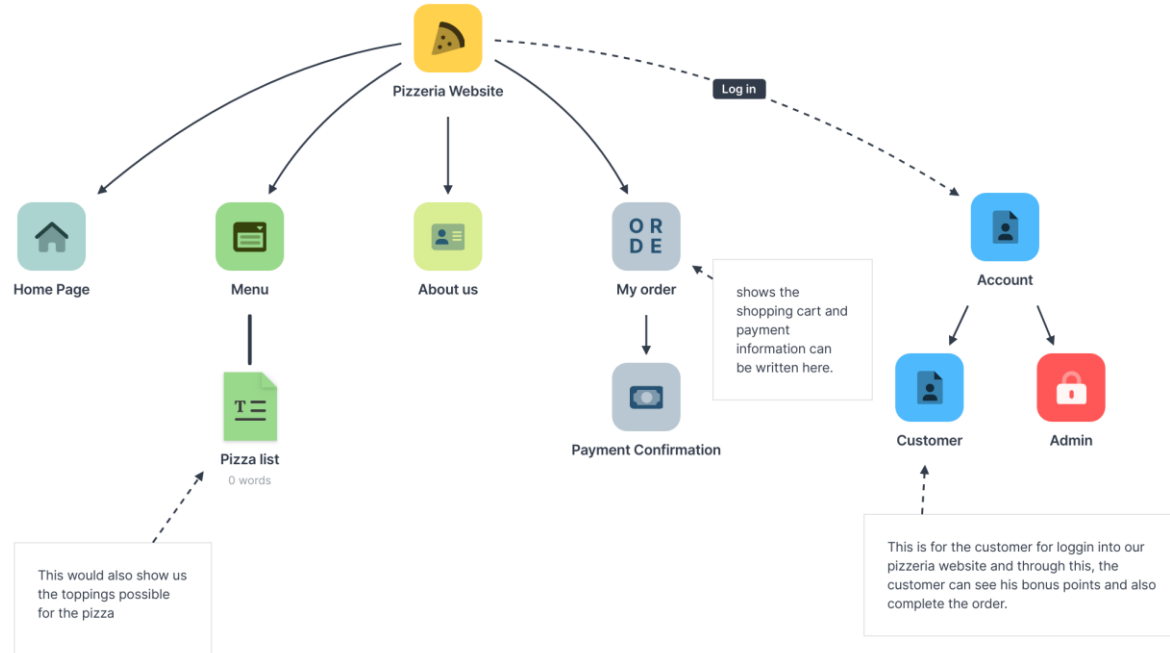 Pizzeria Website
Log in
Home Page
Menu
About us
O R
D E
My order
Account
shows the
shopping cart and
payment
information can
be written here.
T
Pizza list
0 words
Payment Confirmation
Customer
Admin
This would also show us
the toppings possible
for the pizza
This is for the customer for loggin into our
pizzeria website and through this, the
customer can see his bonus points and also
complete the order.